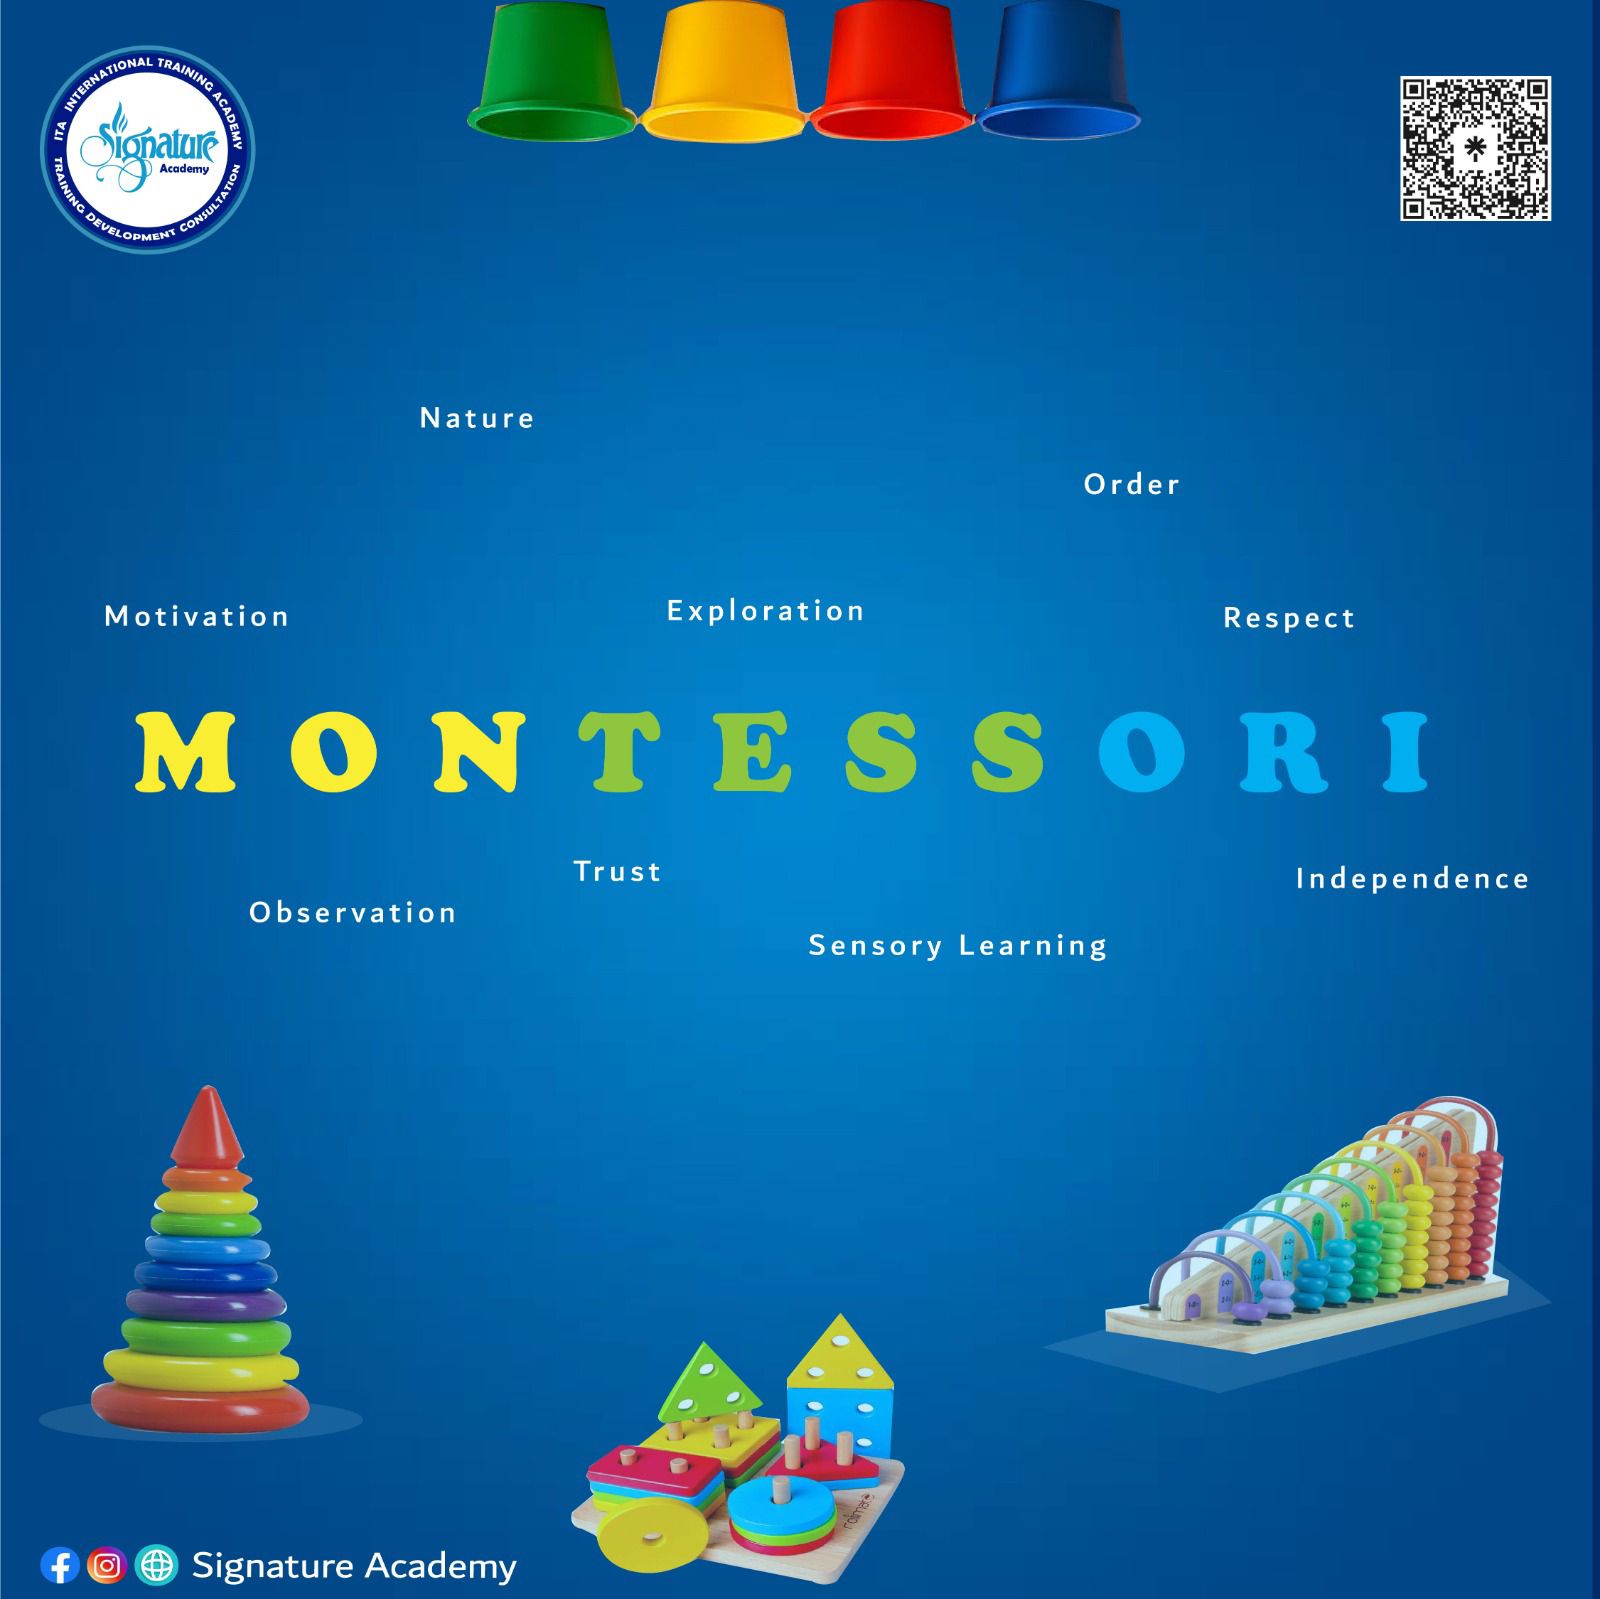 ITA INTERNATIONAL TRAINING ACADEMY
Signature
Academy
TRAINING DEVELOPMENT CONSULTATION
Nature
Order
Motivation
Exploration
Respect
MONTESSORI
Trust
Independence
Observation
Sensory Learning
rolimate
Signature Academy